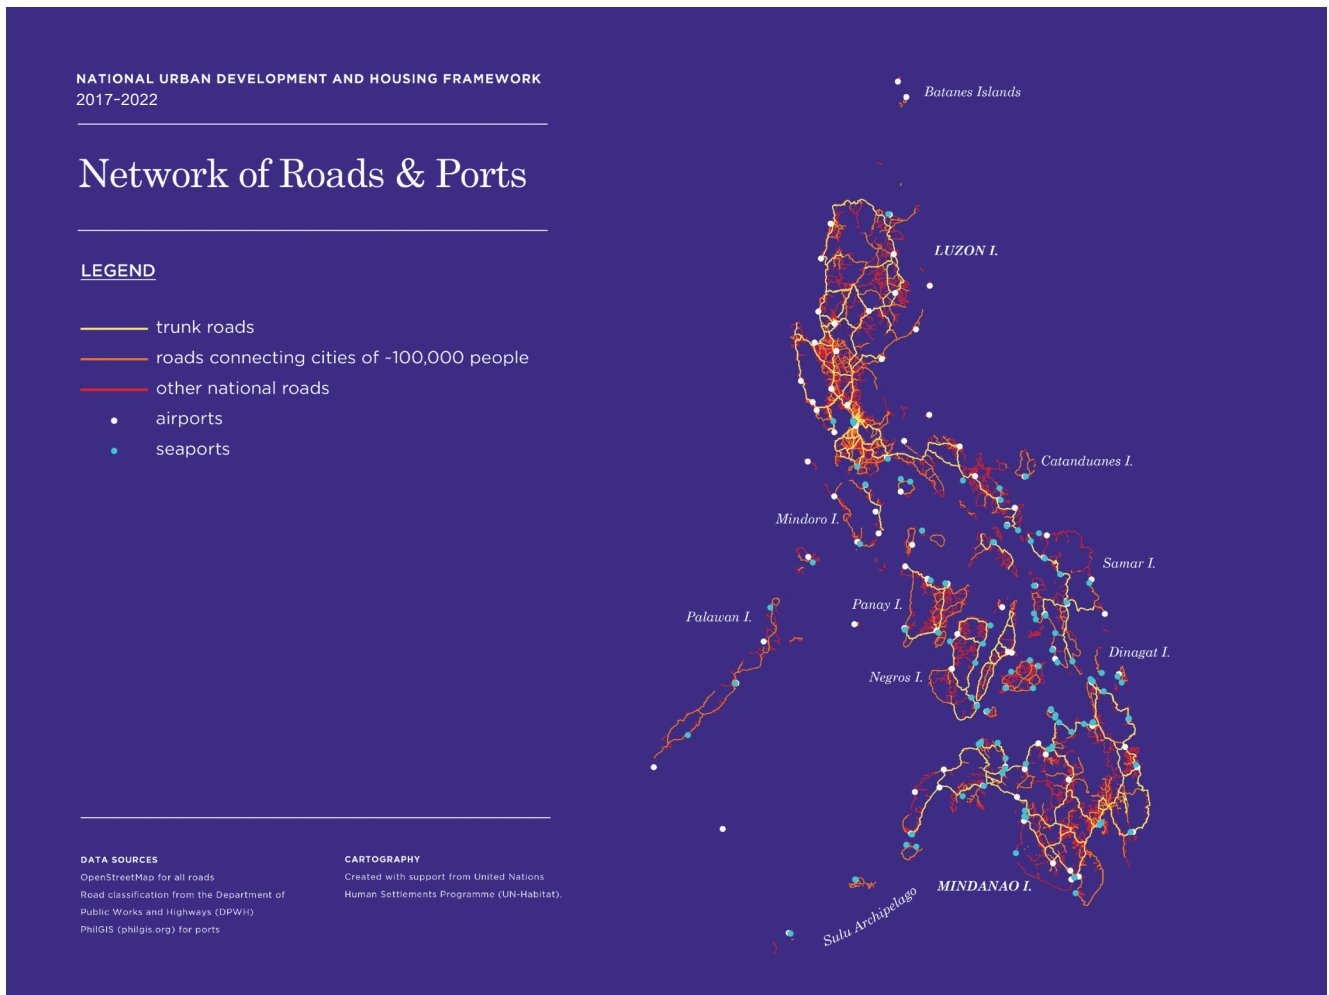 NATIONAL URBAN DEVELOPMENT AND HOUSING FRAMEWORK
2017-2022
Network of Roads & Ports
LEGEND
trunk roads
roads connecting cities of ~100,000 people
other national roads
airports
seaports
DATA SOURCES
OpenStreetMap for all roads
Road classification from the Department of
Public Works and Highways (DPWH)
PhilGIS (philgis.org) for ports
CARTOGRAPHY
Created with support from United Nations
Human Settlements Programme (UN-Habitat).
Batanes Islands
LUZON I.
Catanduanes I.
Mindoro I.
Samar I.
Panay I.
Palawan I.
Dinagat I.
Negros I.
MINDANAO I.
Sulu Archipelago